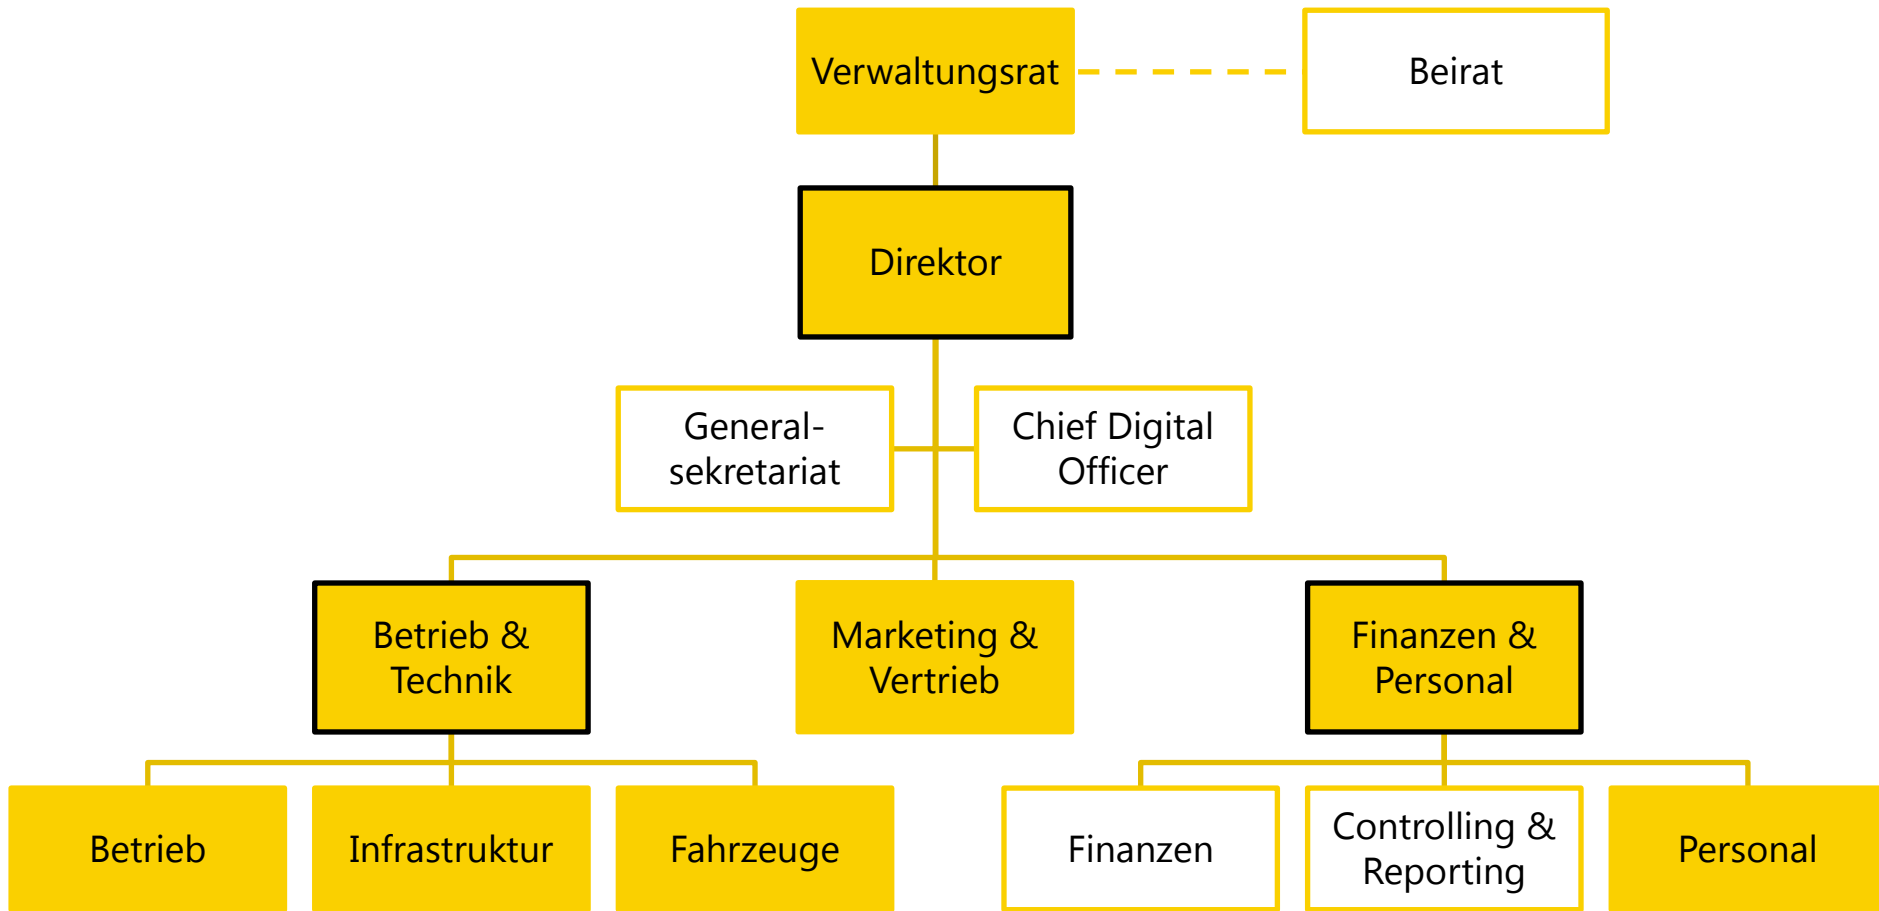 Verwaltungsrat
Beirat
Direktor
General-
sekretariat
Chief Digital
Officer
Betrieb &
Technik
Marketing &
Vertrieb
Finanzen &
Personal
Betrieb
Infrastruktur
Fahrzeuge
Finanzen
Controlling &
Reporting
Personal